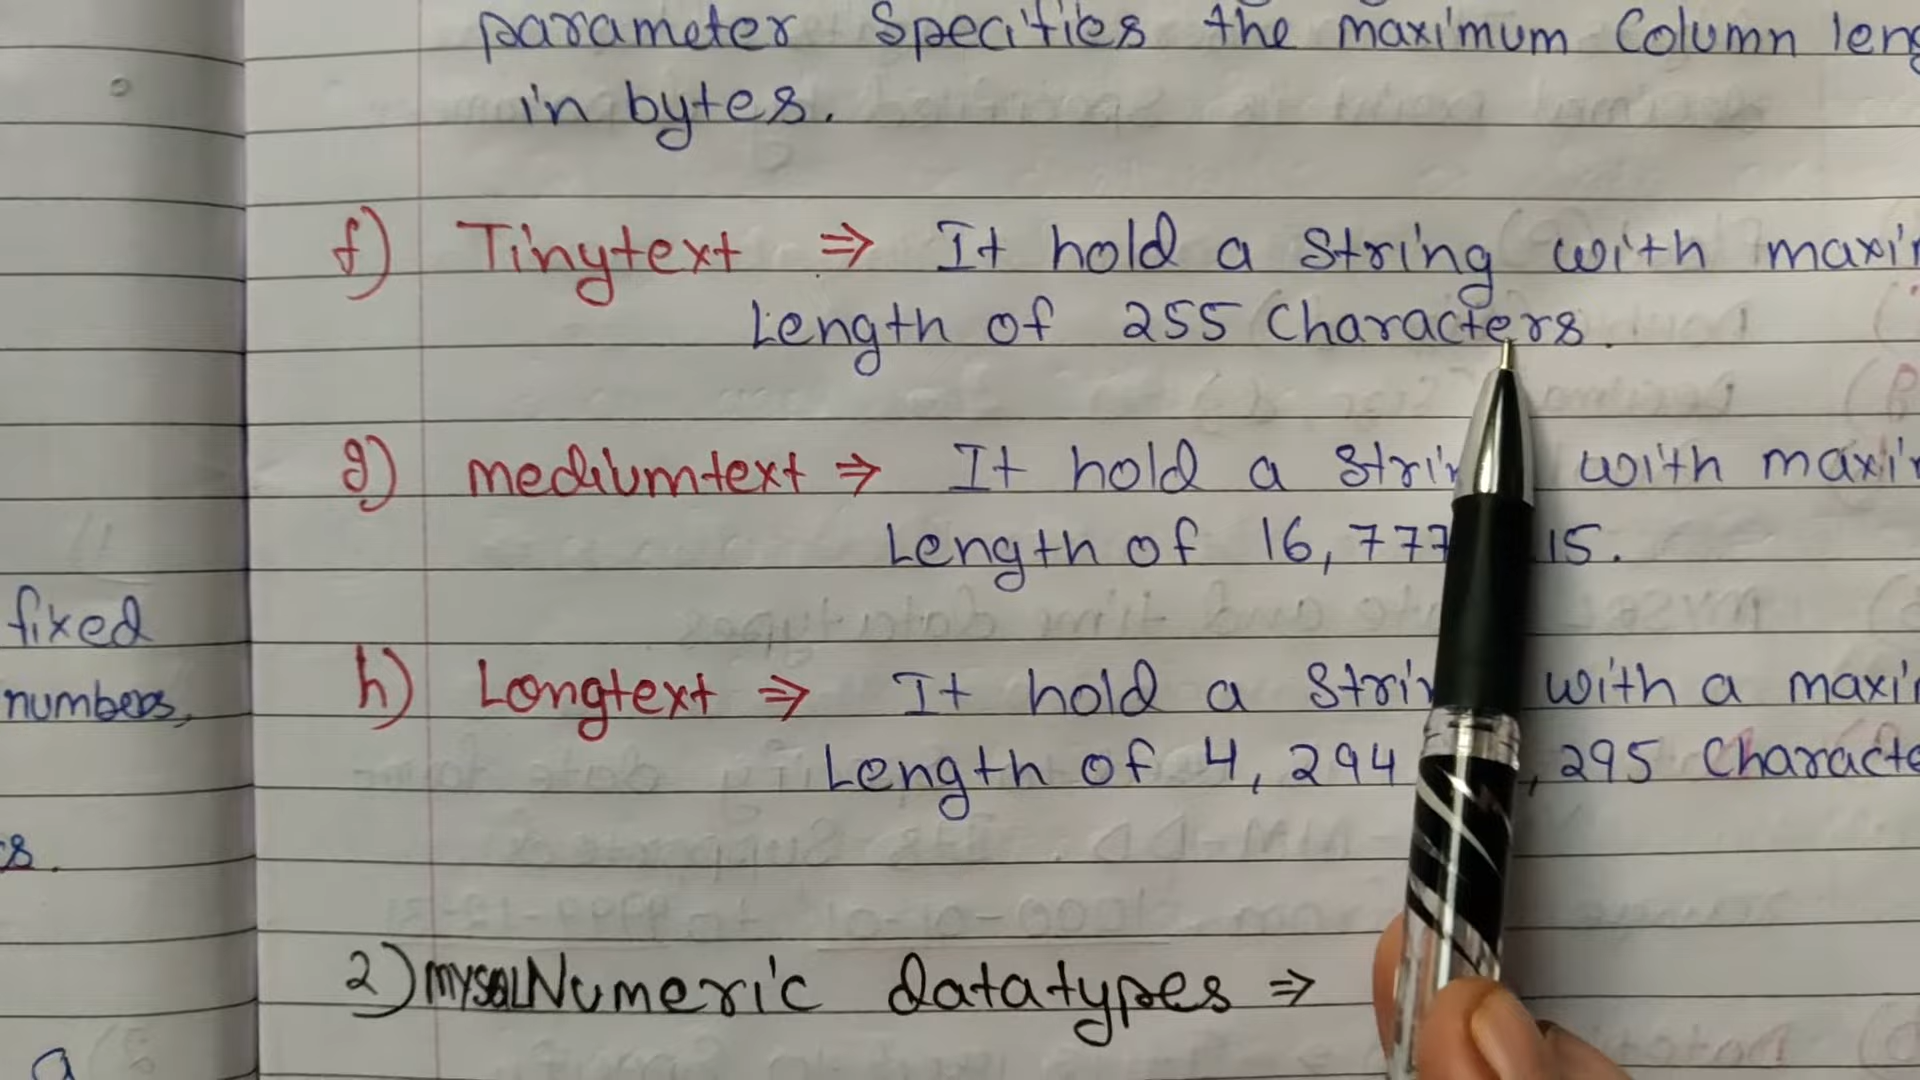 parameter specifies the maximum Column leng
in bytes.
f) Tinytext ⇒ It hold a string with maxi
Length of 255 Characters.
g) mediumtext ⇒ It hold a stri with maxi
Length of 16,777 15.
fixed
numbers,
h) Longtext ⇒ It hold a stri with a maxi
Length of 4,294 ,295 Characte
s.
2) MYSQL Numeric datatypes ⇒
a